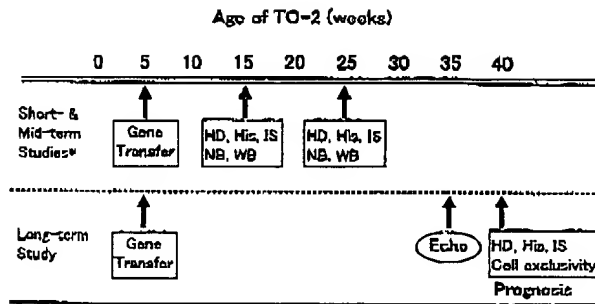 Age of TO-2 (weeks)
0 5 10 15 20 25 30 35 40
Short- &
Mid-term
Studies*
Gene
Transfer
HD, His, IS
NB, WB
HD, His, IS
NB, WB
Long-term
Study
Gene
Transfer
Echo
HD, His, IS
Cell exclusivity
Prognosis